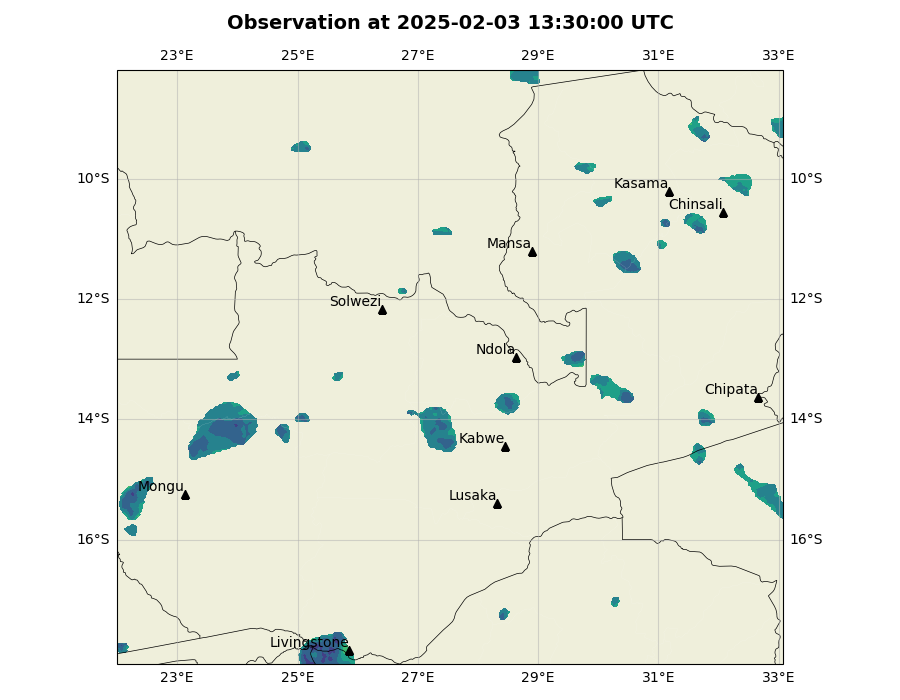 Observation at 2025-02-03 13:30:00 UTC
23°E 25°E 27°E 29°E 31°E 33°E
10°S 10°S
Kasama
Chinsali
Mansa
12°S 12°S
Solwezi
Ndola
Chipata
14°S 14°S
Kabwe
Mongu
Lusaka
16°S 16°S
Livingstone
23°E 25°E 27°E 29°E 31°E 33°E